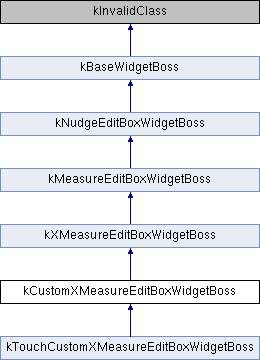 kInvalidClass
kBaseWidgetBoss
kNudgeEditBoxWidgetBoss
kMeasureEditBoxWidgetBoss
kXMeasureEditBoxWidgetBoss
kCustomXMeasureEditBoxWidgetBoss
kTouchCustomXMeasureEditBoxWidgetBoss